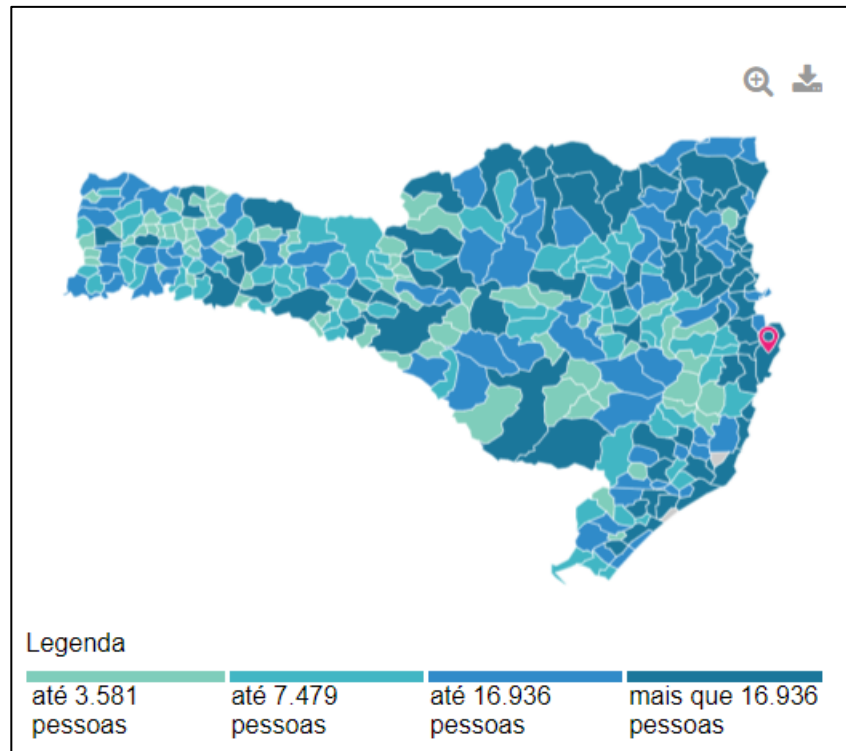 Legenda
até 3.581 até 7.479 até 16.936 mais que 16.936
pessoas pessoas pessoas pessoas